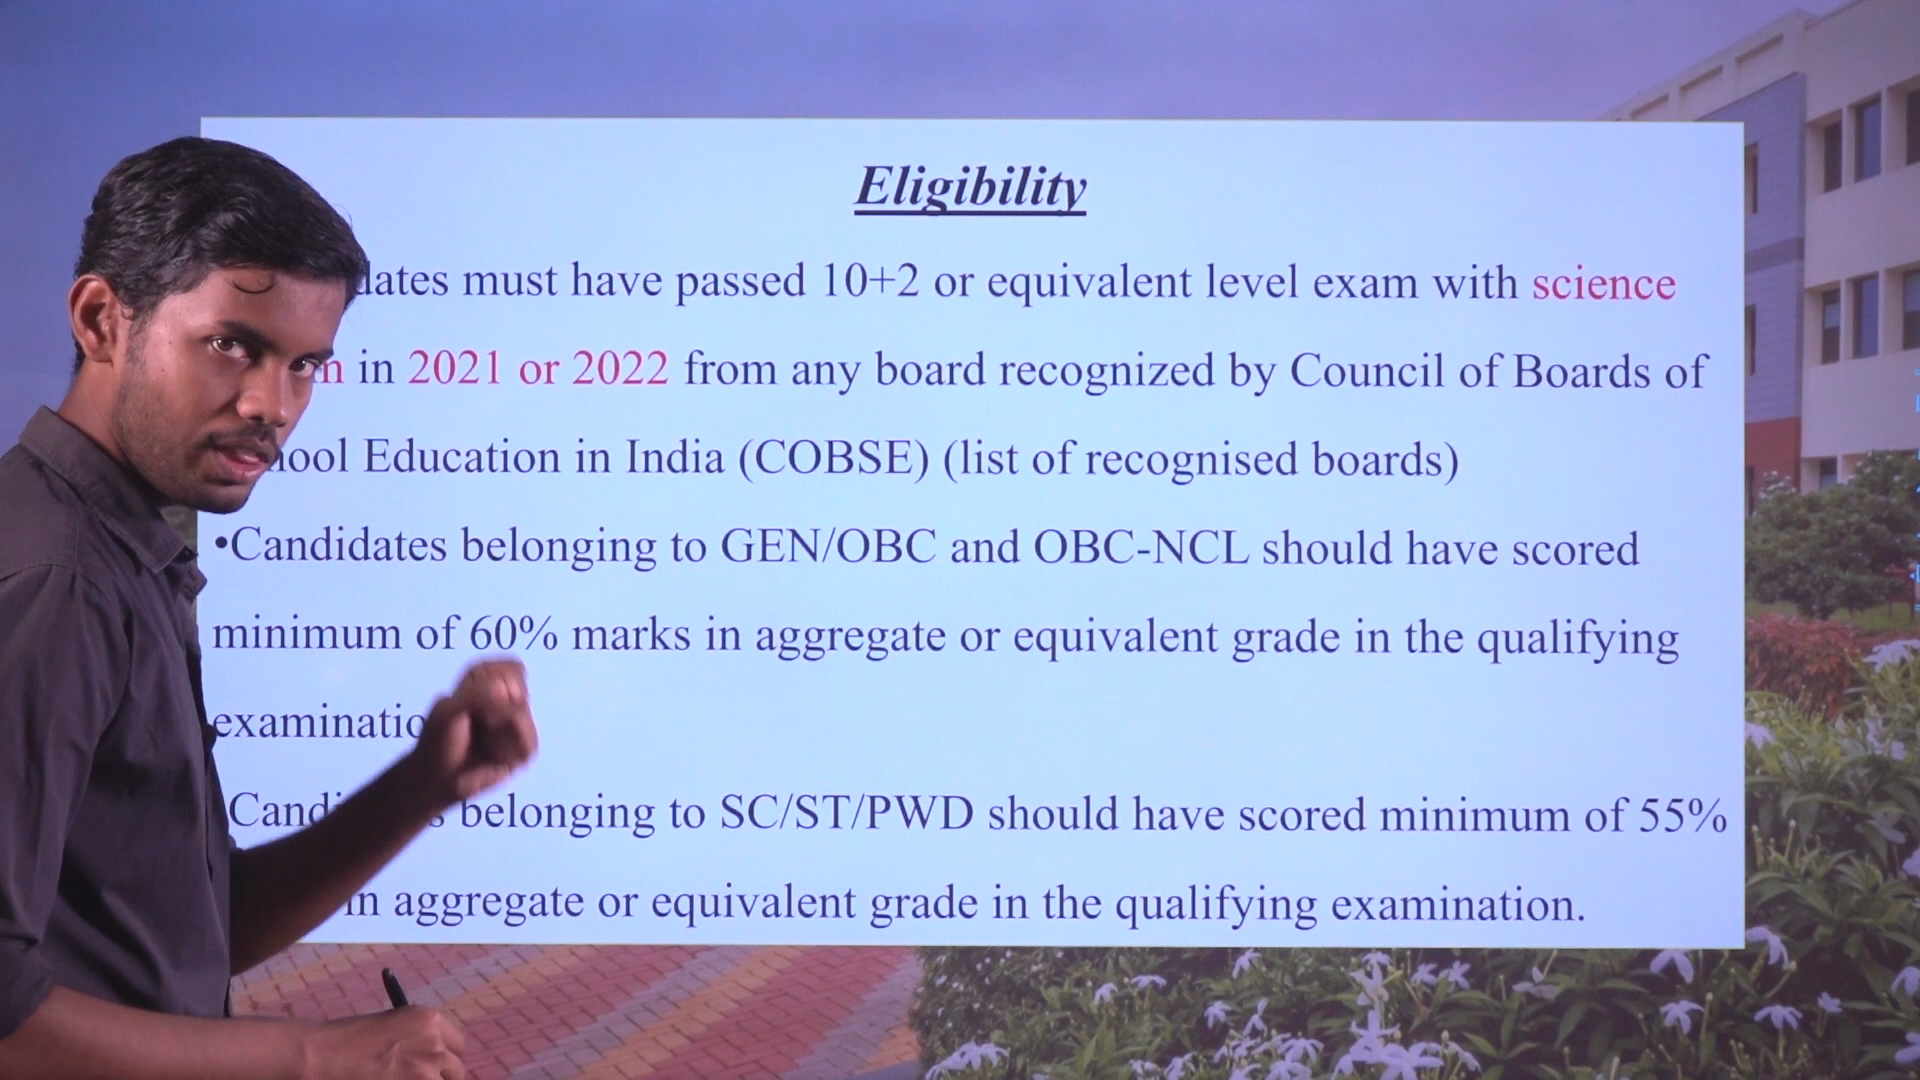 Eligibility
must have passed 10+2 or equivalent level exam with science
in 2021 or 2022 from any board recognized by Council of Boards of
Education in India (COBSE) (list of recognised boards)
•Candidates belonging to GEN/OBC and OBC-NCL should have scored
minimum of 60% marks in aggregate or equivalent grade in the qualifying
belonging to SC/ST/PWD should have scored minimum of 55%
in aggregate or equivalent grade in the qualifying examination.